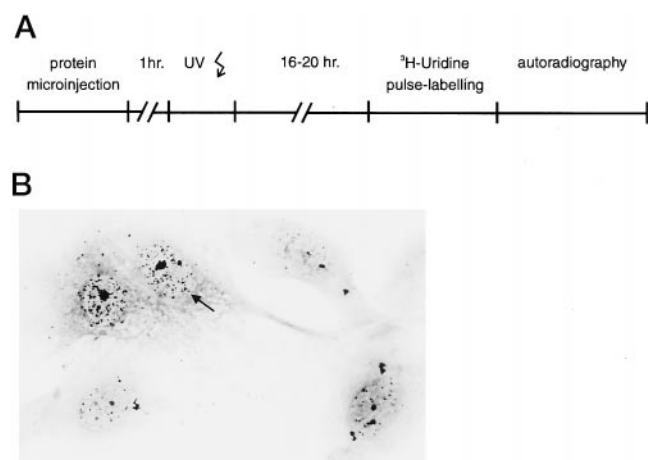 A
protein microinjection
1hr.
UV
16-20 hr.
³H-Uridine pulse-labelling
autoradiography
B